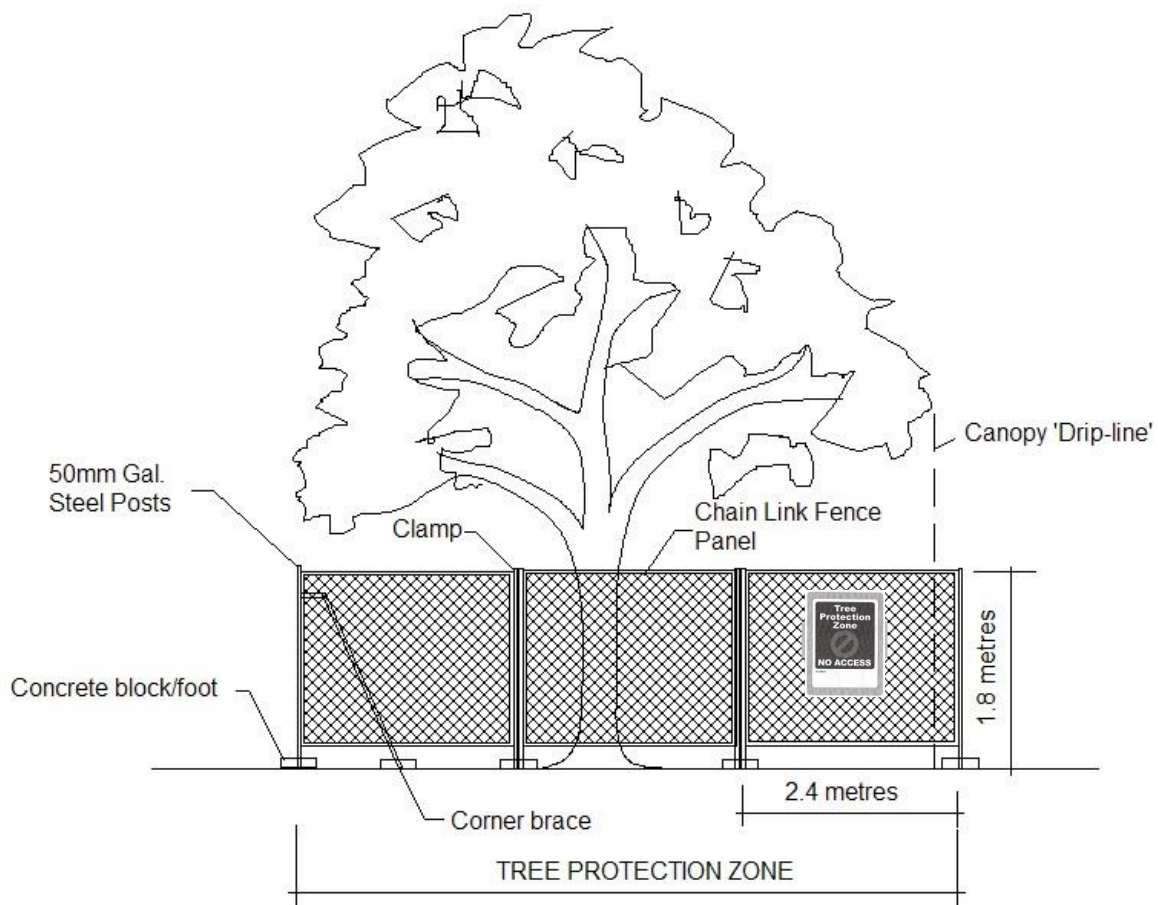 Canopy 'Drip-line'
50mm Gal.
Steel Posts
Clamp
Chain Link Fence
Panel
Tree
Protection
Zone
NO ACCESS
Concrete block/foot
1.8 metres
2.4 metres
Corner brace
TREE PROTECTION ZONE